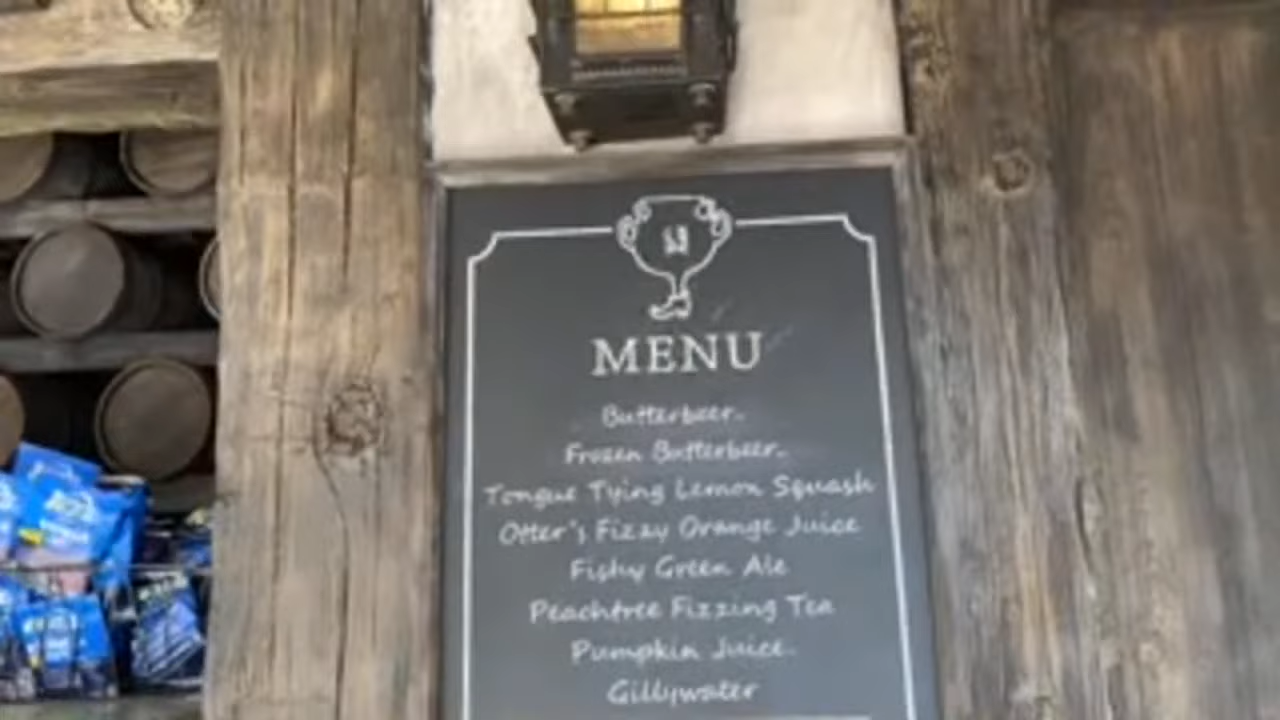 MENU
Butterbeer
Frozen Butterbeer
Tongue Tying Lemon Squash
Otter's Fizzy Orange Juice
Fishy Green Ale
Peachtree Fizzing Tea
Pumpkin Juice
Gillywater